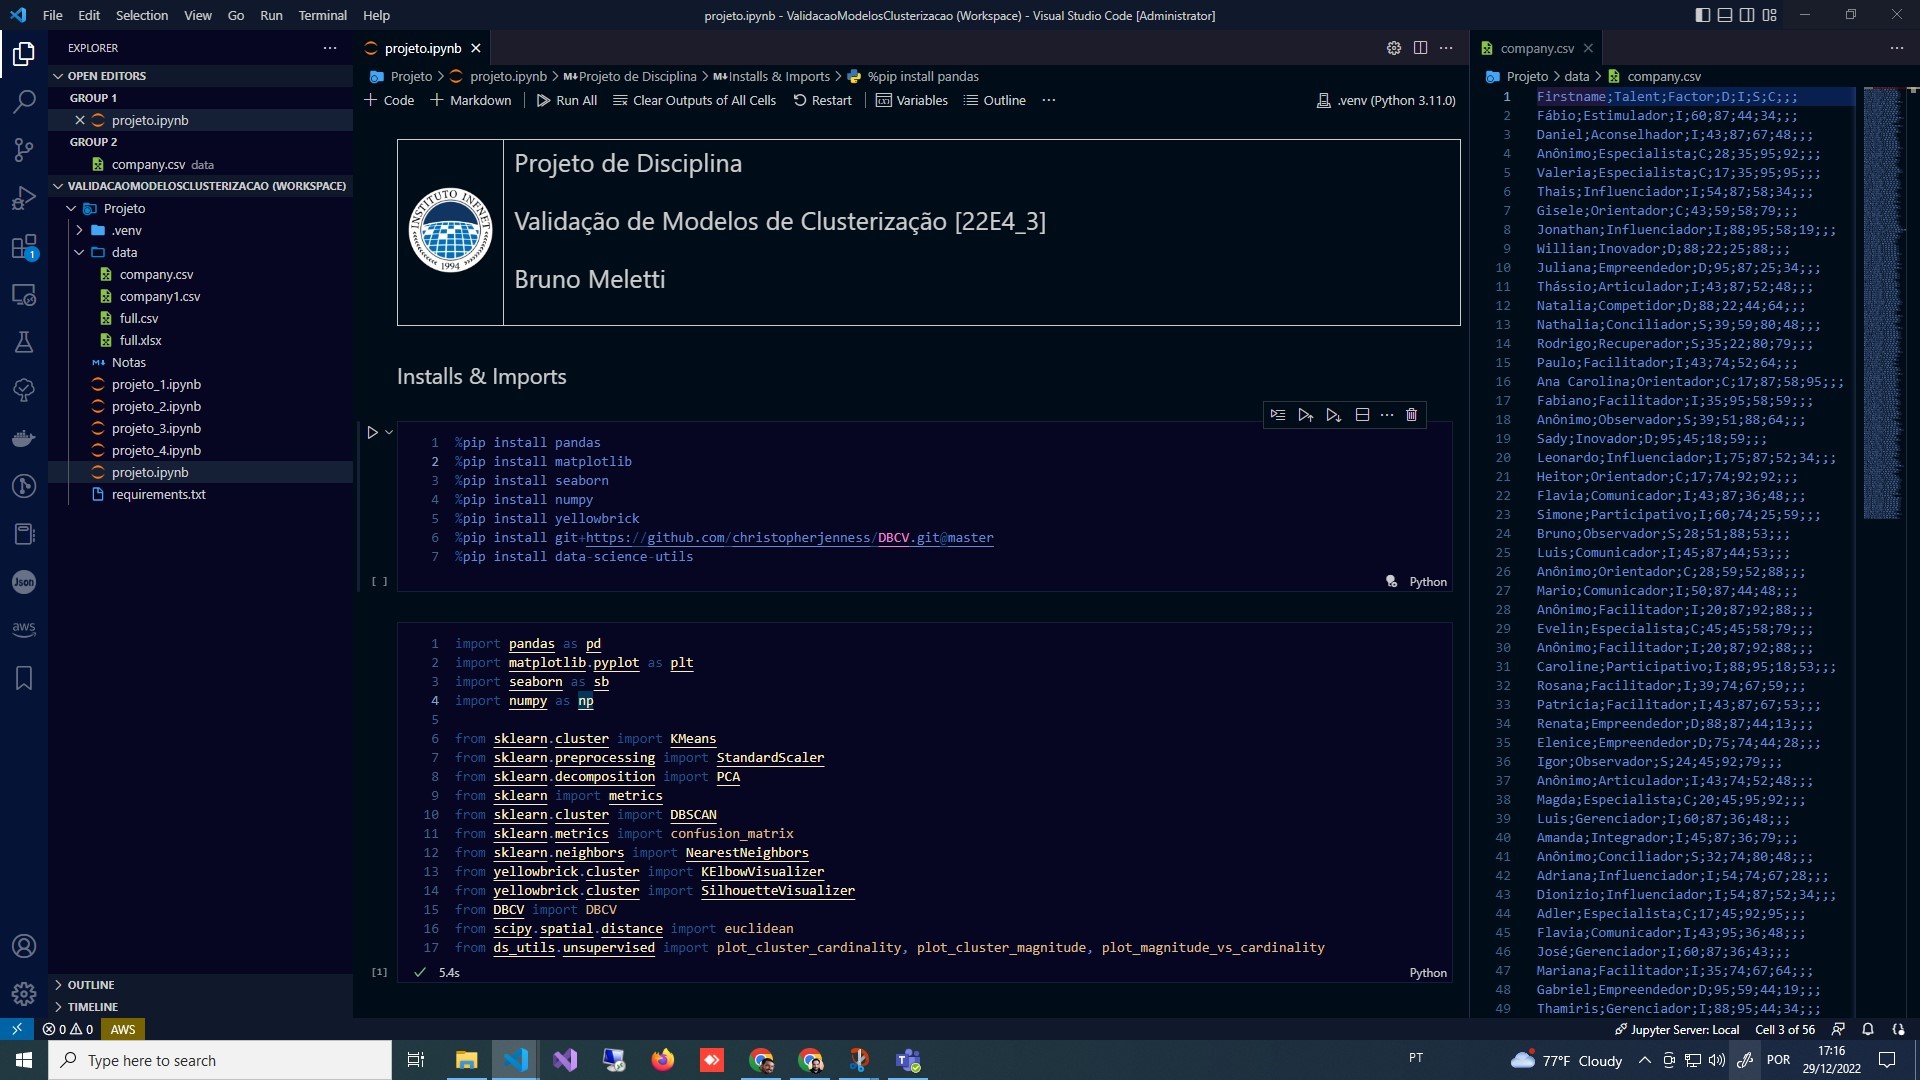 File Edit Selection View Go Run Terminal Help
projeto.ipynb - ValidacaoModelosClusterizacao (Workspace) - Visual Studio Code [Administrator]
EXPLORER
OPEN EDITORS
GROUP 1
projeto.ipynb
GROUP 2
company.csv data
VALIDACAOMODELOSCLUSTERIZACAO (WORKSPACE)
Projeto
.venv
data
company.csv
company1.csv
full.csv
full.xlsx
Notas
projeto_1.ipynb
projeto_2.ipynb
projeto_3.ipynb
projeto_4.ipynb
projeto.ipynb
requirements.txt
OUTLINE
TIMELINE
1
Json
aws
projeto.ipynb
Projeto > projeto.ipynb > M↓Projeto de Disciplina > M↓Installs & Imports > %pip install pandas
+ Code + Markdown Run All Clear Outputs of All Cells Restart Variables Outline ... .venv (Python 3.11.0)
INSTITUTO INFNET
1994
Projeto de Disciplina
Validação de Modelos de Clusterização [22E4_3]
Bruno Meletti
Installs & Imports
1 %pip install pandas
2 %pip install matplotlib
3 %pip install seaborn
4 %pip install numpy
5 %pip install yellowbrick
6 %pip install git+https://github.com/christopherjenness/DBCV.git@master
7 %pip install data-science-utils
[ ]
Python
1 import pandas as pd
2 import matplotlib.pyplot as plt
3 import seaborn as sb
4 import numpy as np
5
6 from sklearn.cluster import KMeans
7 from sklearn.preprocessing import StandardScaler
8 from sklearn.decomposition import PCA
9 from sklearn import metrics
10 from sklearn.cluster import DBSCAN
11 from sklearn.metrics import confusion_matrix
12 from sklearn.neighbors import NearestNeighbors
13 from yellowbrick.cluster import KElbowVisualizer
14 from yellowbrick.cluster import SilhouetteVisualizer
15 from DBCV import DBCV
16 from scipy.spatial.distance import euclidean
17 from ds_utils.unsupervised import plot_cluster_cardinality, plot_cluster_magnitude, plot_magnitude_vs_cardinality
[1] 5.4s
Python
company.csv
Projeto > data > company.csv
1 Firstname;Talent;Factor;D;I;S;C;;;
2 Fábio;Estimulador;I;60;87;44;34;;;
3 Daniel;Aconselhador;I;43;87;67;48;;;
4 Anônimo;Especialista;C;28;35;95;92;;;
5 Valeria;Especialista;C;17;35;95;95;;;
6 Thais;Influenciador;I;54;87;58;34;;;
7 Gisele;Orientador;C;43;59;58;79;;;
8 Jonathan;Influenciador;I;88;95;58;19;;;
9 Willian;Inovador;D;88;22;25;88;;;
10 Juliana;Empreendedor;D;95;87;25;34;;;
11 Thássio;Articulador;I;43;87;52;48;;;
12 Natalia;Competidor;D;88;22;44;64;;;
13 Nathalia;Conciliador;S;39;59;80;48;;;
14 Rodrigo;Recuperador;S;35;22;80;79;;;
15 Paulo;Facilitador;I;43;74;52;64;;;
16 Ana Carolina;Orientador;C;17;87;58;95;;;
17 Fabiano;Facilitador;I;35;95;58;59;;;
18 Anônimo;Observador;S;39;51;88;64;;;
19 Sady;Inovador;D;95;45;18;59;;;
20 Leonardo;Influenciador;I;75;87;52;34;;;
21 Heitor;Orientador;C;17;74;92;92;;;
22 Flavia;Comunicador;I;43;87;36;48;;;
23 Simone;Participativo;I;60;74;25;59;;;
24 Bruno;Observador;S;28;51;88;53;;;
25 Luis;Comunicador;I;45;87;44;53;;;
26 Anônimo;Orientador;C;28;59;52;88;;;
27 Mario;Comunicador;I;50;87;44;48;;;
28 Anônimo;Facilitador;I;20;87;92;88;;;
29 Evelin;Especialista;C;45;45;58;79;;;
30 Anônimo;Facilitador;I;20;87;92;88;;;
31 Caroline;Participativo;I;88;95;18;53;;;
32 Rosana;Facilitador;I;39;74;67;59;;;
33 Patricia;Facilitador;I;43;87;67;53;;;
34 Renata;Empreendedor;D;88;87;44;13;;;
35 Elenice;Empreendedor;D;75;74;44;28;;;
36 Igor;Observador;S;24;45;92;79;;;
37 Anônimo;Articulador;I;43;74;52;48;;;
38 Magda;Especialista;C;20;45;95;92;;;
39 Luis;Gerenciador;I;60;87;36;48;;;
40 Amanda;Integrador;I;45;87;36;79;;;
41 Anônimo;Conciliador;S;32;74;80;48;;;
42 Adriana;Influenciador;I;54;74;67;28;;;
43 Dionizio;Influenciador;I;54;87;52;34;;;
44 Adler;Especialista;C;17;45;92;95;;;
45 Flavia;Comunicador;I;43;95;36;48;;;
46 José;Gerenciador;I;60;87;36;43;;;
47 Mariana;Facilitador;I;35;74;67;64;;;
48 Gabriel;Empreendedor;D;95;59;44;19;;;
49 Thamiris;Gerenciador;I;88;95;44;34;;;
0 0 AWS
Jupyter Server: Local Cell 3 of 56
Type here to search
PT
77°F Cloudy
POR
17:16
29/12/2022